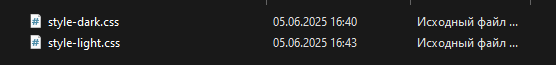 style-dark.css 05.06.2025 16:40 Исходный файл ...
style-light.css 05.06.2025 16:43 Исходный файл ...